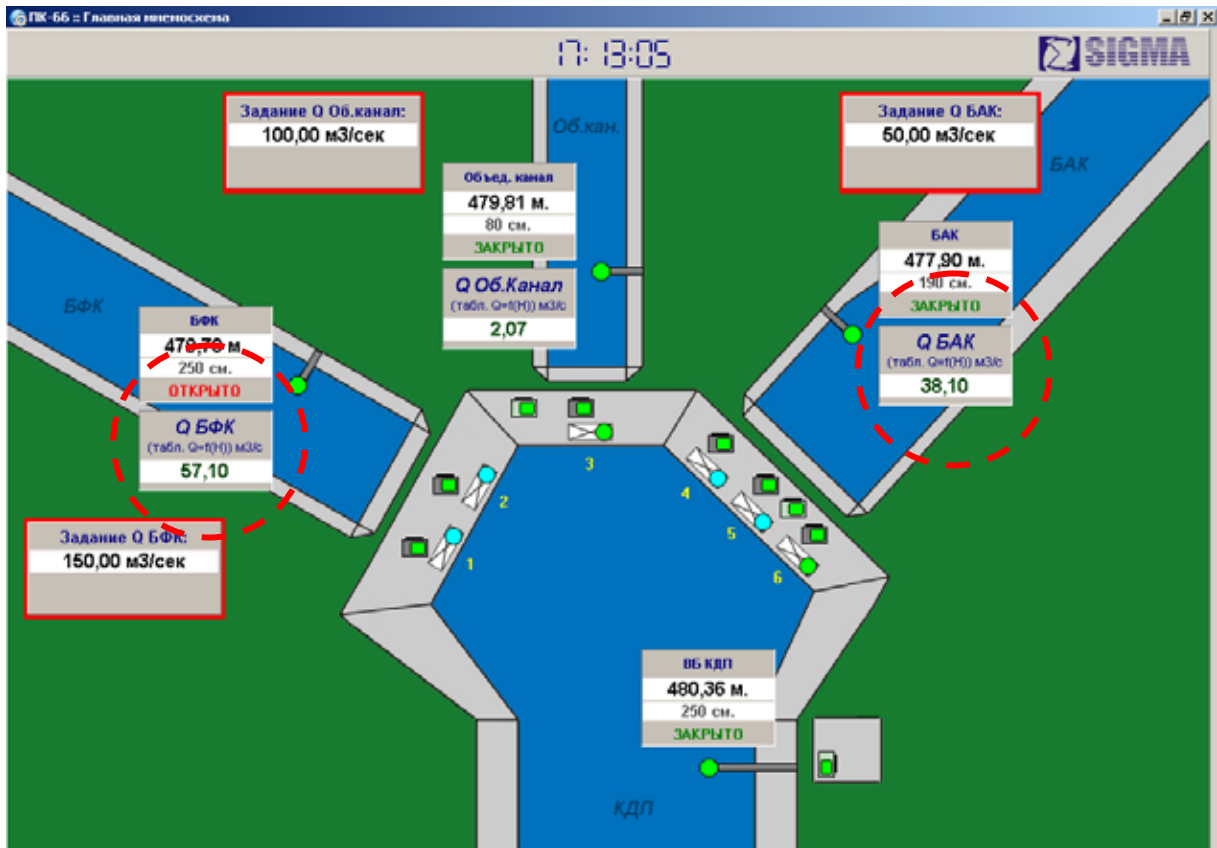 ПК-66 :: Главная мнемосхема
17:13:05
SIGMA
Задание Q Об.канал:
100,00 м3/сек
Об.кан.
Задание Q БАК:
50,00 м3/сек
БАК
Объед. канал
479,81 м.
80 см.
ЗАКРЫТО
Q Об.Канал
(табл. Q=f(H)) м3/с
2,07
БАК
477,90 м.
190 см.
ЗАКРЫТО
Q БАК
(табл. Q=f(H)) м3/с
38,10
БФК
БФК
250 см.
ОТКРЫТО
Q БФК
(табл. Q=f(H)) м3/с
57,10
Задание Q БФК:
150,00 м3/сек
3
2
4
1
5
6
ВБ КДП
480,36 м.
250 см.
ЗАКРЫТО
КДП